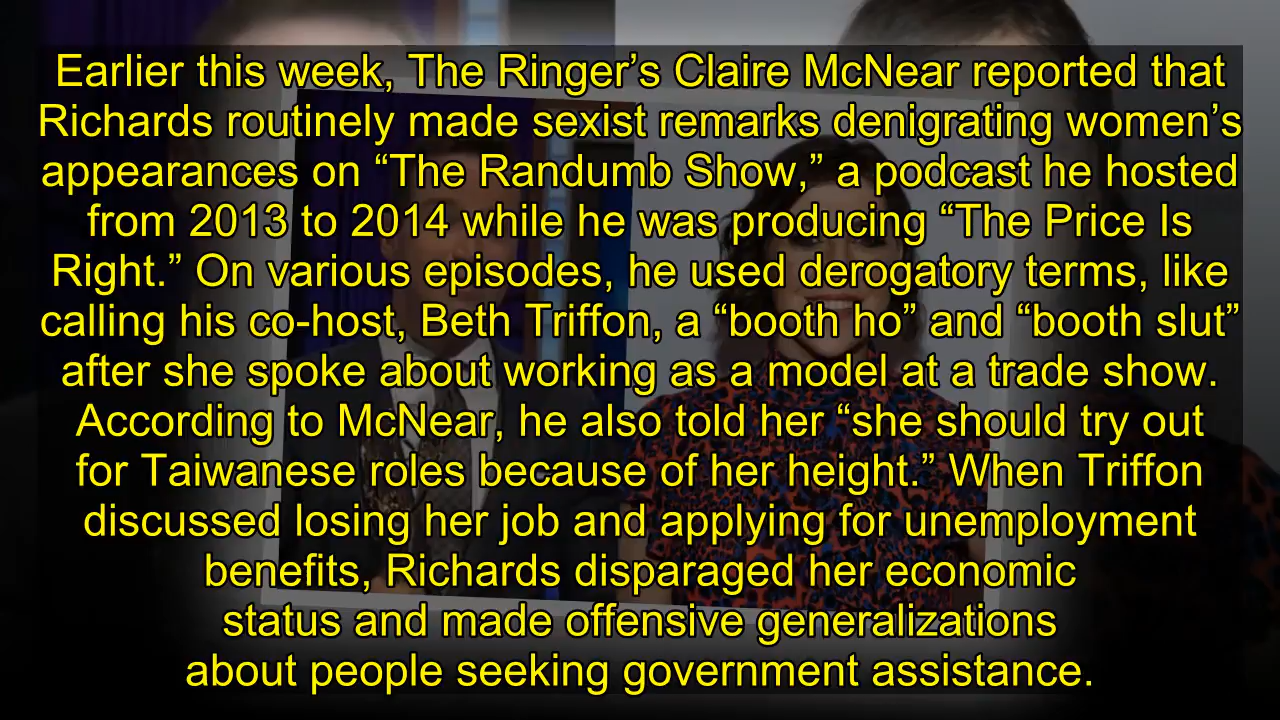 Earlier this week, The Ringer’s Claire McNear reported that
Richards routinely made sexist remarks denigrating women’s
appearances on “The Randumb Show,” a podcast he hosted
from 2013 to 2014 while he was producing “The Price Is
Right.” On various episodes, he used derogatory terms, like
calling his co-host, Beth Triffon, a “booth ho” and “booth slut”
after she spoke about working as a model at a trade show.
According to McNear, he also told her “she should try out
for Taiwanese roles because of her height.” When Triffon
discussed losing her job and applying for unemployment
benefits, Richards disparaged her economic
status and made offensive generalizations
about people seeking government assistance.